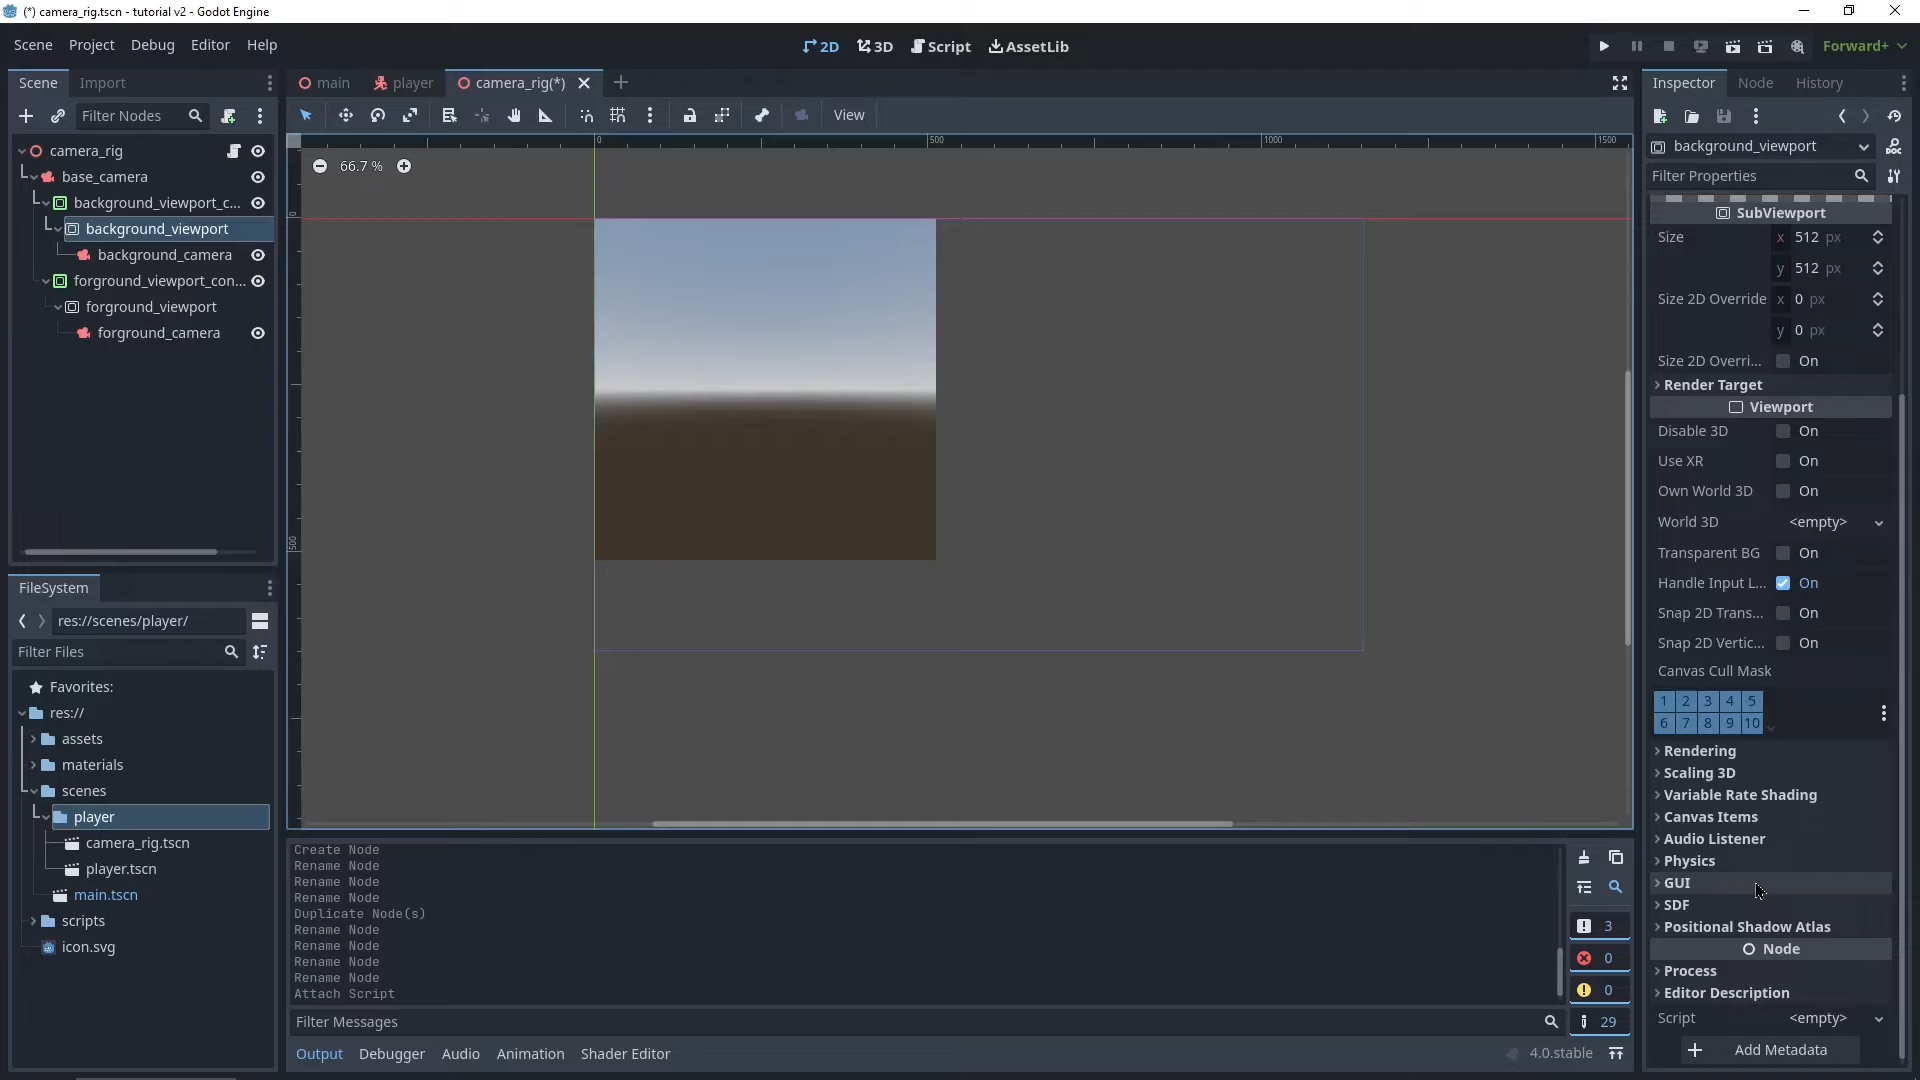 (*) camera_rig.tscn - tutorial v2 - Godot Engine
Scene Project Debug Editor Help
2D 3D Script AssetLib
Forward+
Scene Import
Filter Nodes
camera_rig
base_camera
background_viewport_c...
background_viewport
background_camera
forground_viewport_con...
forground_viewport
forground_camera
FileSystem
res://scenes/player/
Filter Files
Favorites:
res://
assets
materials
scenes
player
camera_rig.tscn
player.tscn
main.tscn
scripts
icon.svg
main player camera_rig(*)
View
0 500 1000 1500
66.7 %
0
500
Create Node
Rename Node
Rename Node
Rename Node
Duplicate Node(s)
Rename Node
Rename Node
Rename Node
Rename Node
Attach Script
3
0
0
29
Filter Messages
Output Debugger Audio Animation Shader Editor
4.0.stable
Inspector Node History
background_viewport
DOC
Filter Properties
SubViewport
Size x 512 px
y 512 px
Size 2D Override x 0 px
y 0 px
Size 2D Overri... On
Render Target
Viewport
Disable 3D On
Use XR On
Own World 3D On
World 3D <empty>
Transparent BG On
Handle Input L... On
Snap 2D Trans... On
Snap 2D Vertic... On
Canvas Cull Mask
1 2 3 4 5
6 7 8 9 10
Rendering
Scaling 3D
Variable Rate Shading
Canvas Items
Audio Listener
Physics
GUI
SDF
Positional Shadow Atlas
Node
Process
Editor Description
Script <empty>
Add Metadata